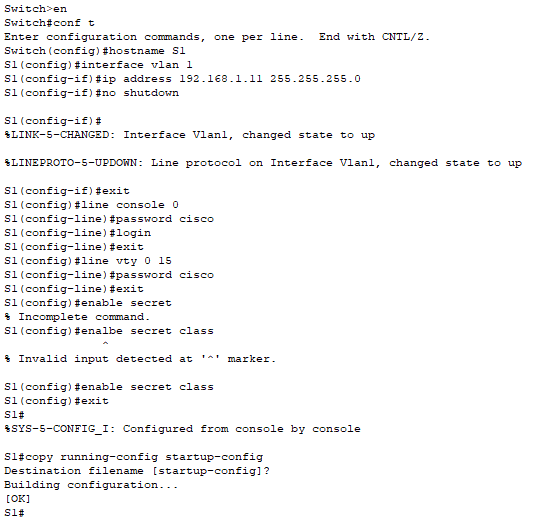 Switch>en
Switch#conf t
Enter configuration commands, one per line.  End with CNTL/Z.
Switch(config)#hostname S1
S1(config)#interface vlan 1
S1(config-if)#ip address 192.168.1.11 255.255.255.0
S1(config-if)#no shutdown
S1(config-if)#
%LINK-5-CHANGED: Interface Vlan1, changed state to up
%LINEPROTO-5-UPDOWN: Line protocol on Interface Vlan1, changed state to up
S1(config-if)#exit
S1(config)#line console 0
S1(config-line)#password cisco
S1(config-line)#login
S1(config-line)#exit
S1(config)#line vty 0 15
S1(config-line)#password cisco
S1(config-line)#exit
S1(config)#enable secret
% Incomplete command.
S1(config)#enalbe secret class
^
% Invalid input detected at '^' marker.
S1(config)#enable secret class
S1(config)#exit
S1#
%SYS-5-CONFIG_I: Configured from console by console
S1#copy running-config startup-config
Destination filename [startup-config]?
Building configuration...
[OK]
S1#